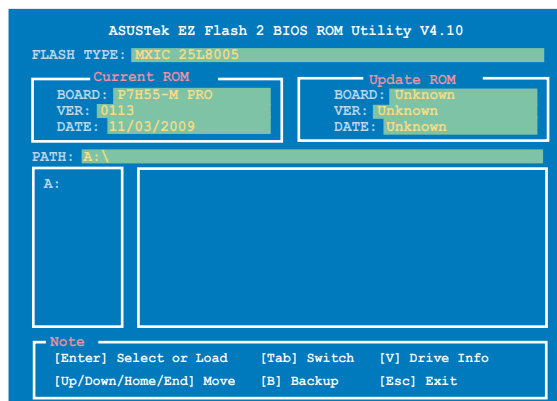 ASUSTek EZ Flash 2 BIOS ROM Utility V4.10
FLASH TYPE: MXIC 25L8005
Current ROM
BOARD: P7H55-M PRO
VER: 0113
DATE: 11/03/2009
Update ROM
BOARD: Unknown
VER: Unknown
DATE: Unknown
PATH: A:\
A:
Note
[Enter] Select or Load [Tab] Switch [V] Drive Info
[Up/Down/Home/End] Move [B] Backup [Esc] Exit